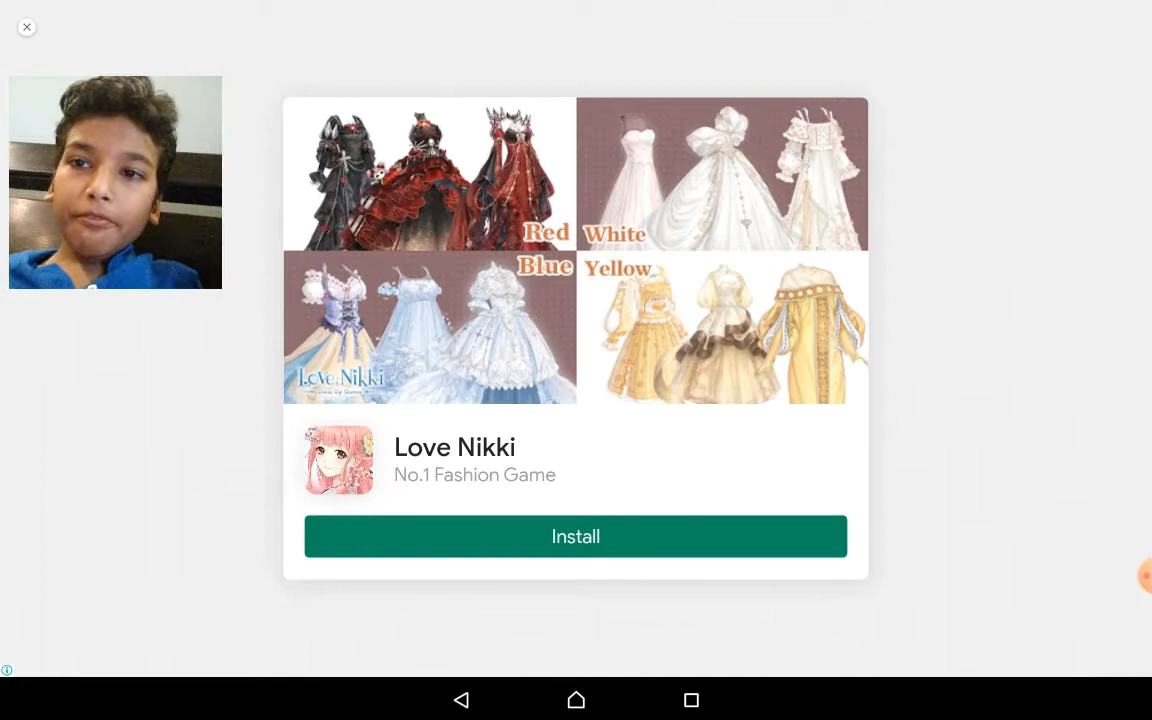 Red
White
Blue
Yellow
Love Nikki
Love Nikki
No.1 Fashion Game
Install